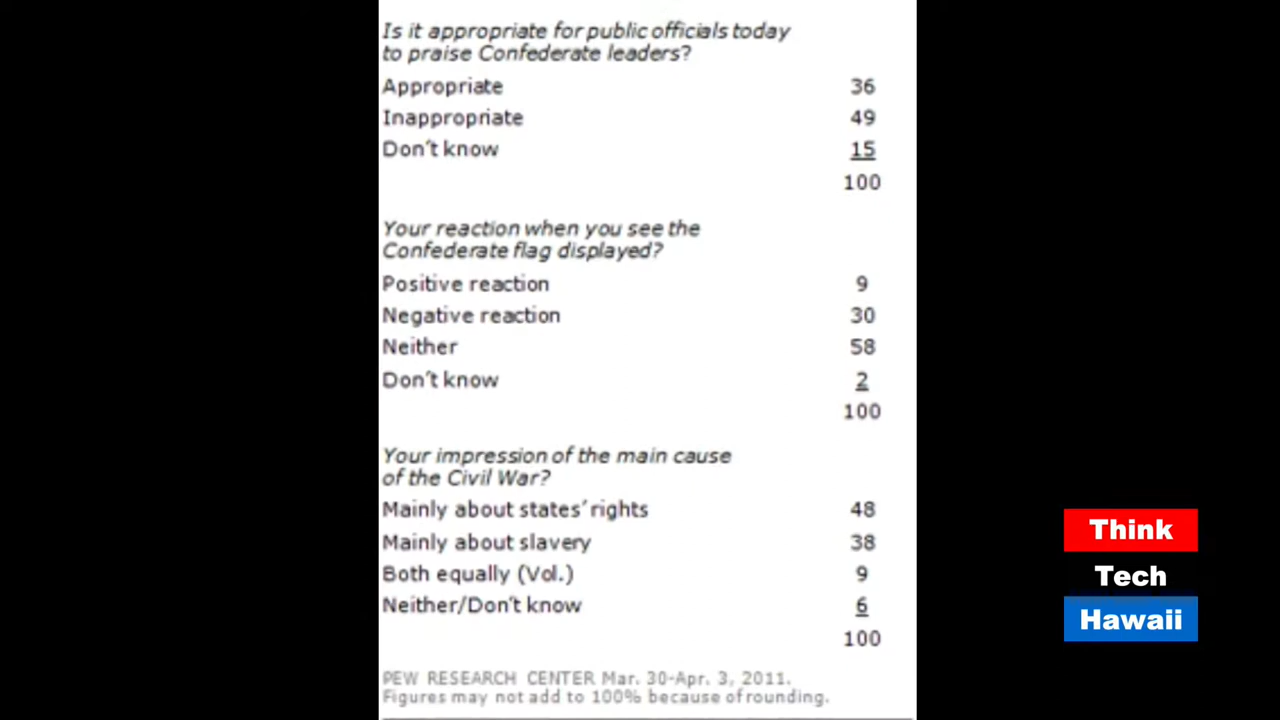 Is it appropriate for public officials today
to praise Confederate leaders?
Appropriate 36
Inappropriate 49
Don't know 15
100
Your reaction when you see the
Confederate flag displayed?
Positive reaction 9
Negative reaction 30
Neither 58
Don't know 2
100
Your impression of the main cause
of the Civil War?
Mainly about states' rights 48
Mainly about slavery 38
Both equally (Vol.) 9
Neither/Don't know 6
100
PEW RESEARCH CENTER Mar. 30-Apr. 3, 2011.
Figures may not add to 100% because of rounding.
Think
Tech
Hawaii